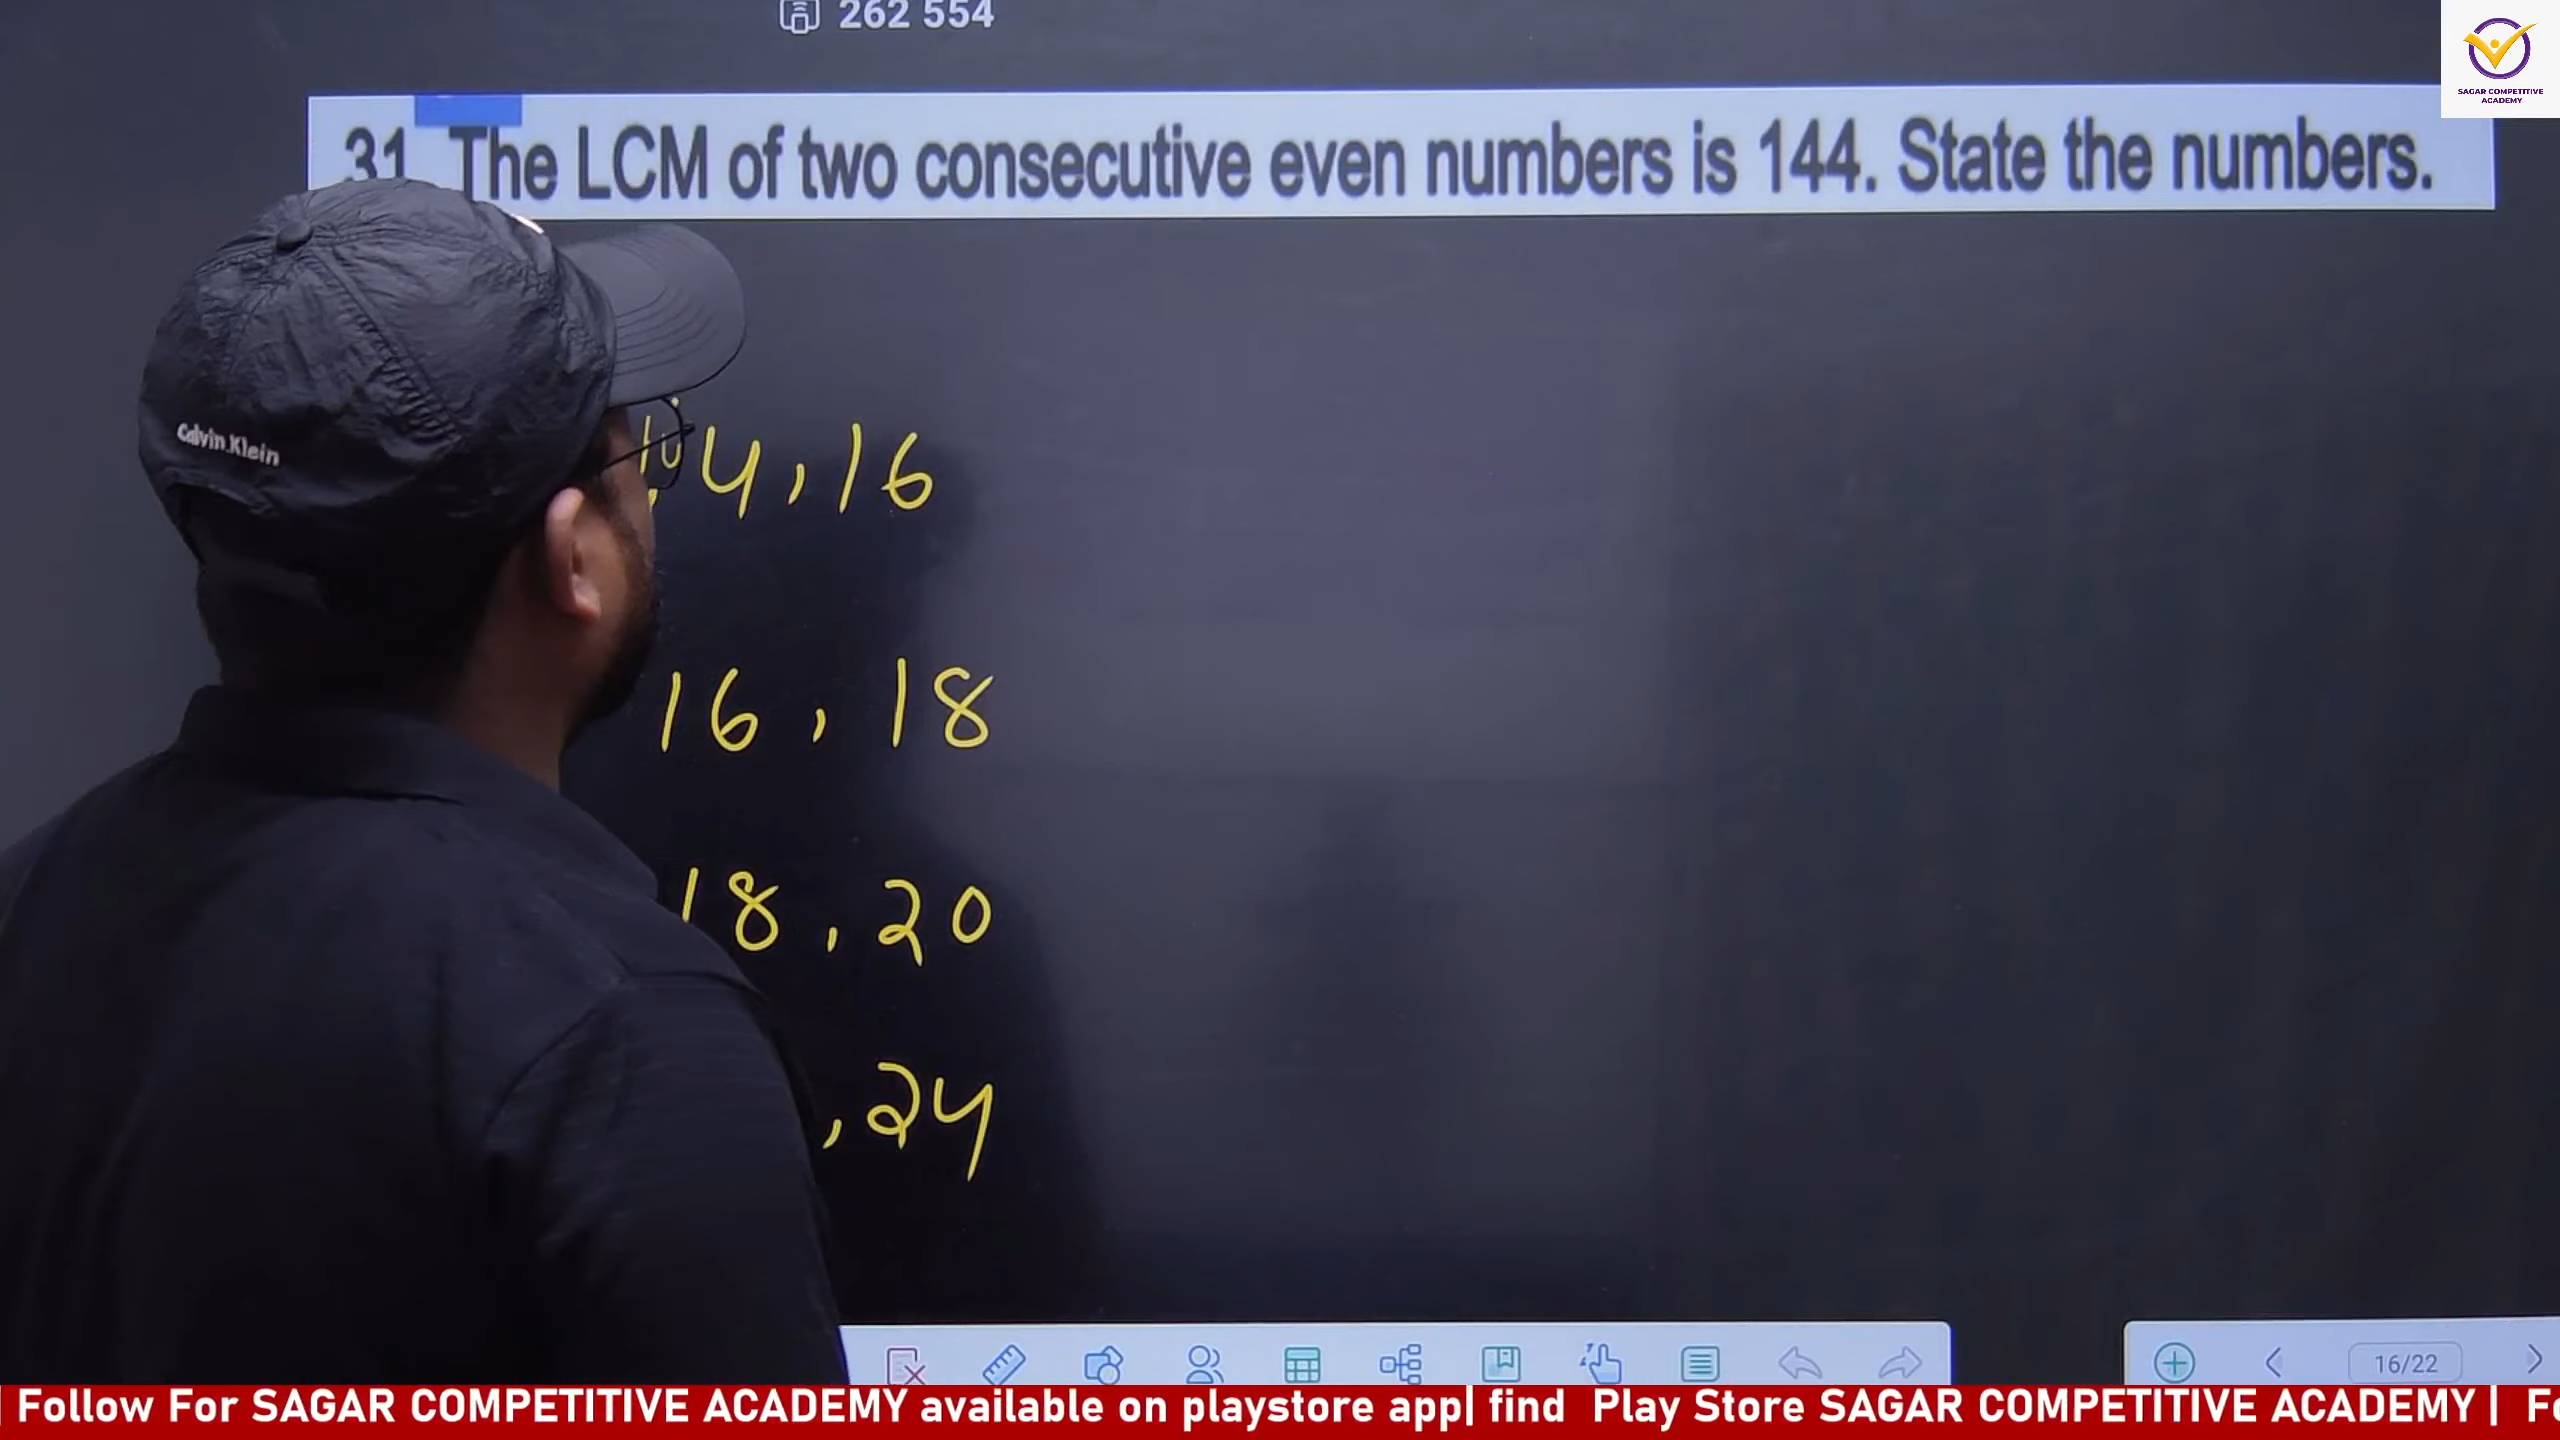 262 554
SAGAR COMPETITIVE
ACADEMY
31 The LCM of two consecutive even numbers is 144. State the numbers.
Calvin Klein
4, 16
16, 18
18, 20
, 24
16/22
| Follow For SAGAR COMPETITIVE ACADEMY available on playstore app| find Play Store SAGAR COMPETITIVE ACADEMY |